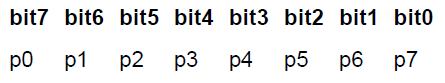 bit7 bit6 bit5 bit4 bit3 bit2 bit1 bit0
p0 p1 p2 p3 p4 p5 p6 p7